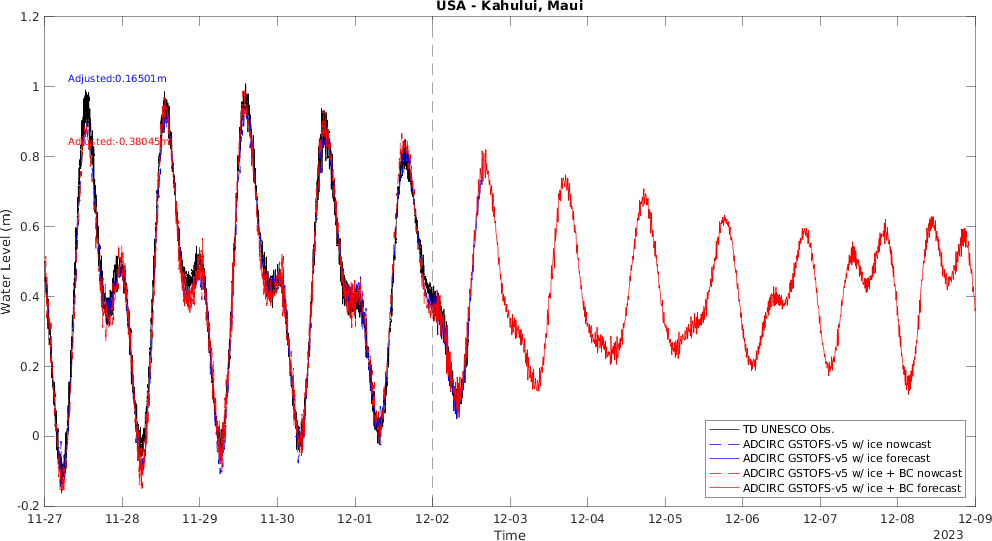 USA - Kahului, Maui
1.2
1
0.8
0.6
0.4
0.2
0
-0.2
Water Level (m)
Adjusted:0.16501m
Adjusted:-0.38045m
TD UNESCO Obs.
ADCIRC GSTOFS-v5 w/ ice nowcast
ADCIRC GSTOFS-v5 w/ ice forecast
ADCIRC GSTOFS-v5 w/ ice + BC nowcast
ADCIRC GSTOFS-v5 w/ ice + BC forecast
11-27 11-28 11-29 11-30 12-01 12-02 12-03 12-04 12-05 12-06 12-07 12-08 12-09
Time
2023